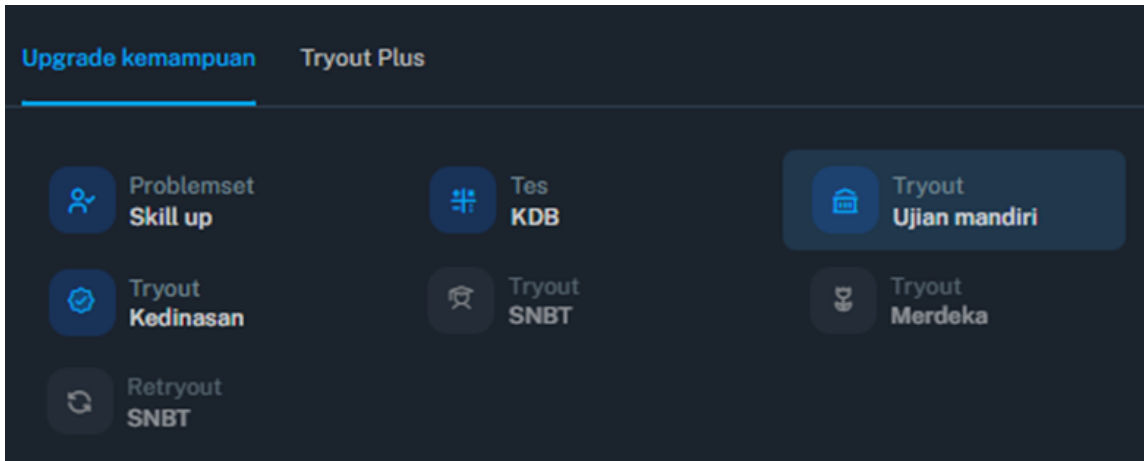 Upgrade kemampuan
Tryout Plus
Problemset
Skill up
Tes
KDB
Tryout
Ujian mandiri
Tryout
Kedinasan
Tryout
SNBT
Tryout
Merdeka
Retryout
SNBT